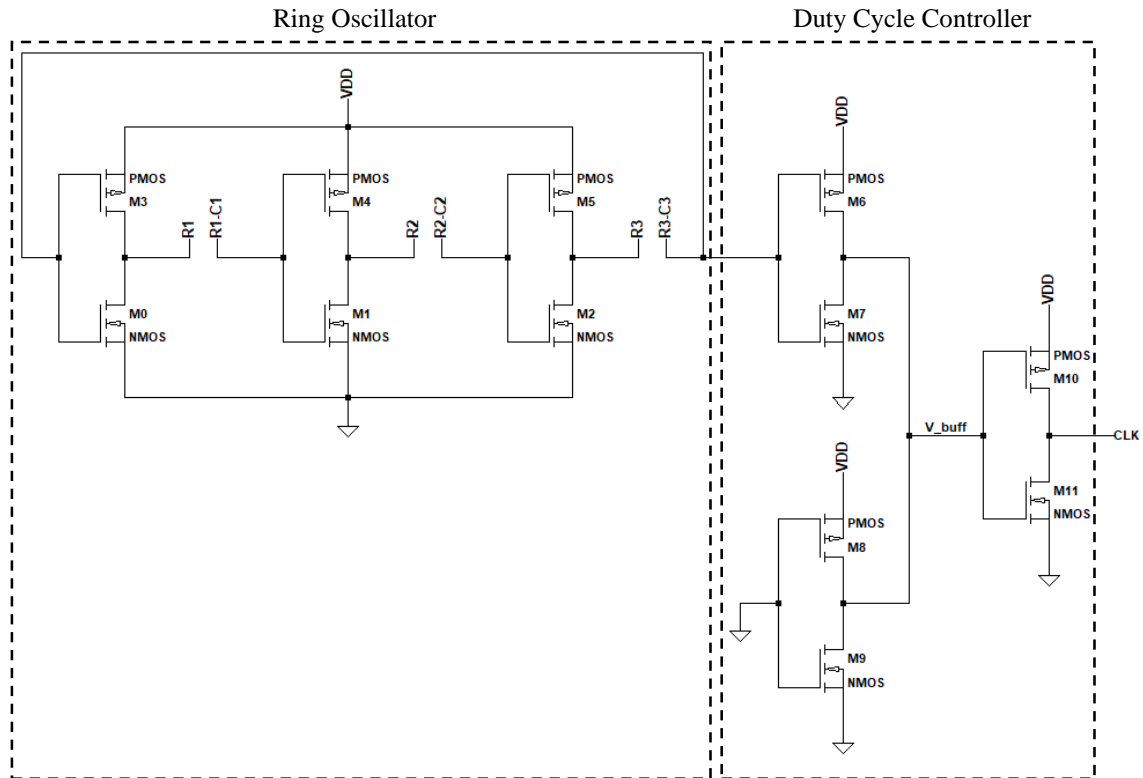 Ring Oscillator
Duty Cycle Controller
VDD
PMOS
M3
R1
R1-C1
M0
NMOS
PMOS
M4
R2
R2-C2
M1
NMOS
PMOS
M5
R3
R3-C3
M2
NMOS
VDD
PMOS
M6
M7
NMOS
VDD
PMOS
M8
M9
NMOS
V_buff
VDD
PMOS
M10
CLK
M11
NMOS